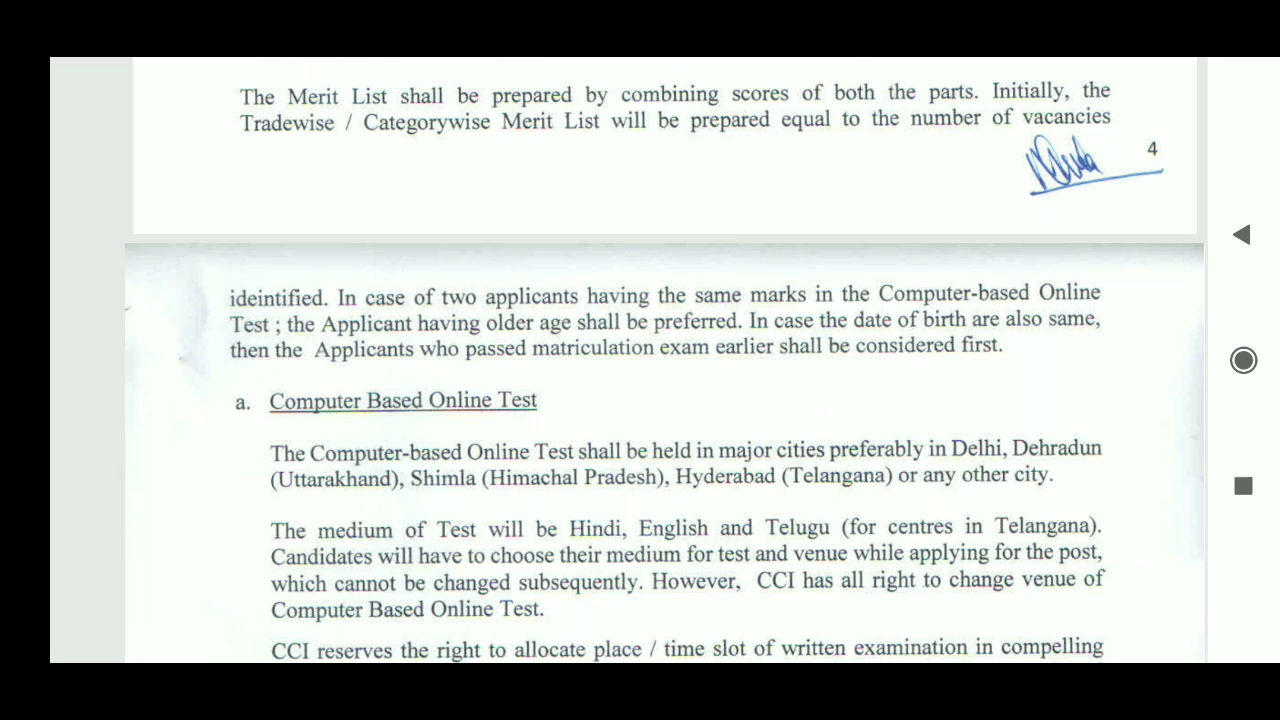 The Merit List shall be prepared by combining scores of both the parts. Initially, the
Tradewise / Categorywise Merit List will be prepared equal to the number of vacancies
4
ideintified. In case of two applicants having the same marks in the Computer-based Online
Test ; the Applicant having older age shall be preferred. In case the date of birth are also same,
then the Applicants who passed matriculation exam earlier shall be considered first.
a. Computer Based Online Test
The Computer-based Online Test shall be held in major cities preferably in Delhi, Dehradun
(Uttarakhand), Shimla (Himachal Pradesh), Hyderabad (Telangana) or any other city.
The medium of Test will be Hindi, English and Telugu (for centres in Telangana).
Candidates will have to choose their medium for test and venue while applying for the post,
which cannot be changed subsequently. However, CCI has all right to change venue of
Computer Based Online Test.
CCI reserves the right to allocate place / time slot of written examination in compelling